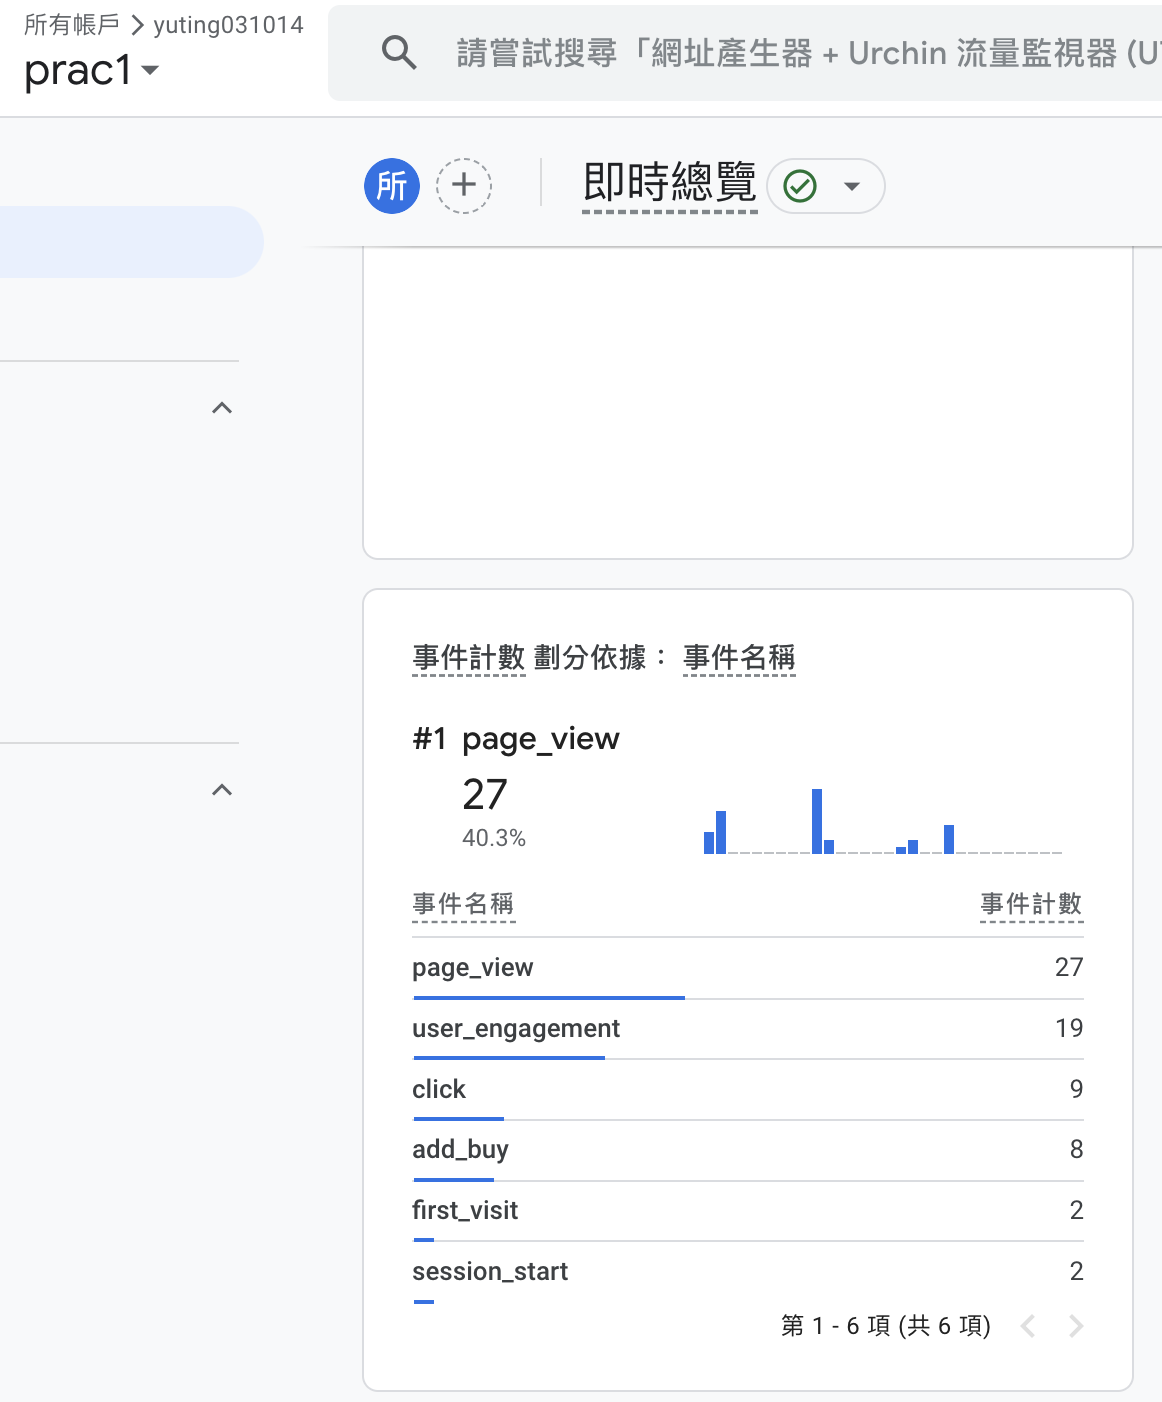 所有帳戶 > yuting031014
prac1
請嘗試搜尋「網址產生器 + Urchin 流量監視器 (U
所
即時總覽
事件計數 劃分依據： 事件名稱
#1 page_view
27
40.3%
事件名稱 事件計數
page_view 27
user_engagement 19
click 9
add_buy 8
first_visit 2
session_start 2
第 1 - 6 項 (共 6 項)